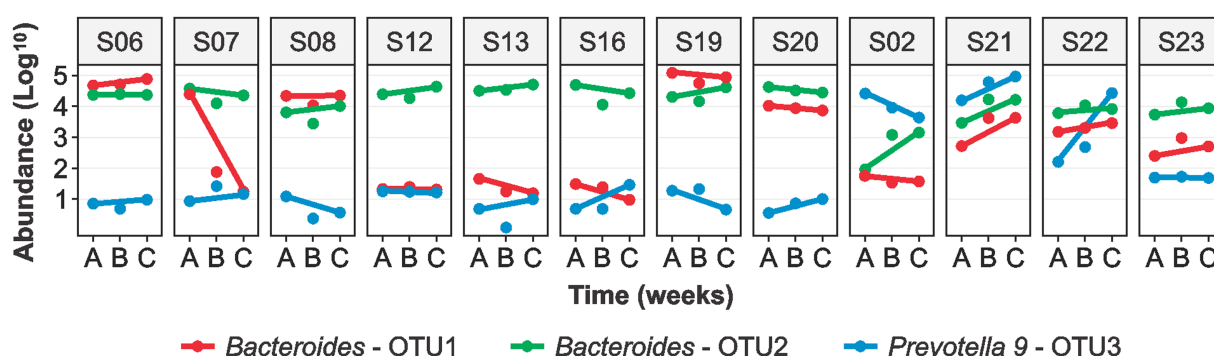 S06 S07 S08 S12 S13 S16 S19 S20 S02 S21 S22 S23
Abundance (Log¹⁰)
5
4
3
2
1
A B C A B C A B C A B C A B C A B C A B C A B C A B C A B C A B C A B C
Time (weeks)
Bacteroides - OTU1 Bacteroides - OTU2 Prevotella 9 - OTU3